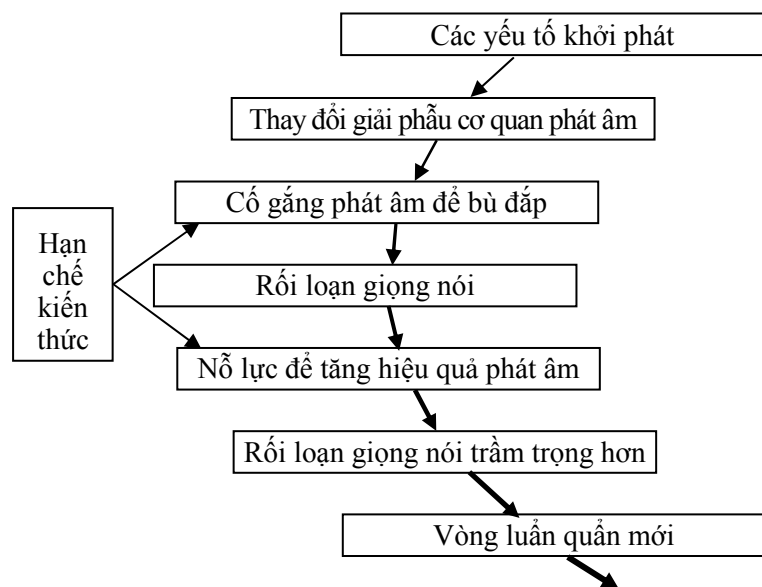 Các yếu tố khởi phát
Thay đổi giải phẫu cơ quan phát âm
Cố gắng phát âm để bù đắp
Hạn
chế
kiến
thức
Rối loạn giọng nói
Nỗ lực để tăng hiệu quả phát âm
Rối loạn giọng nói trầm trọng hơn
Vòng luẩn quẩn mới